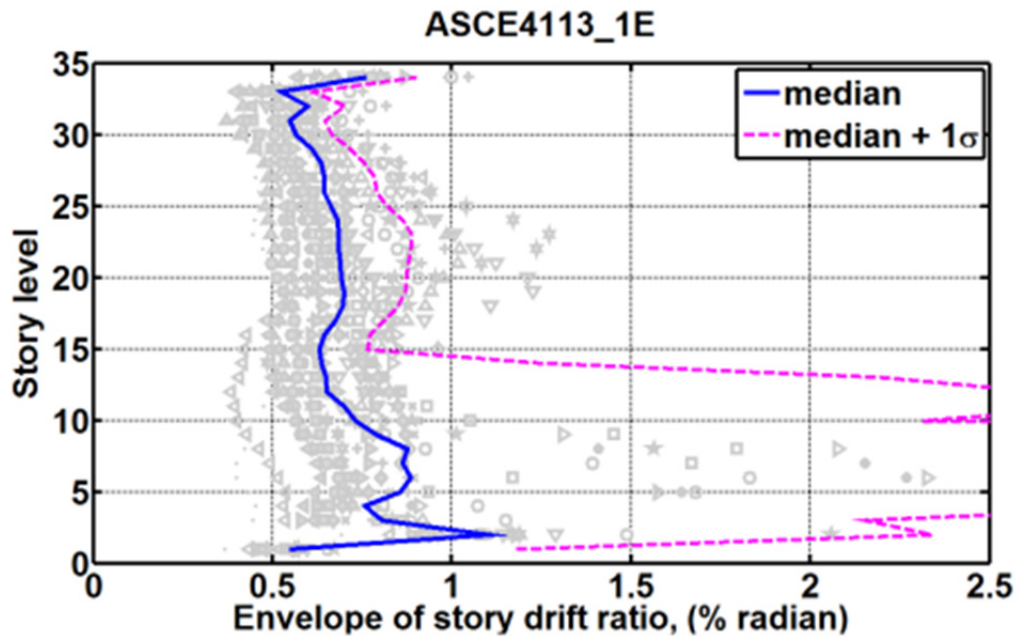 ASCE4113_1E
35
30
25
20
15
10
5
0
Story level
median
median + 1σ
0 0.5 1 1.5 2 2.5
Envelope of story drift ratio, (% radian)